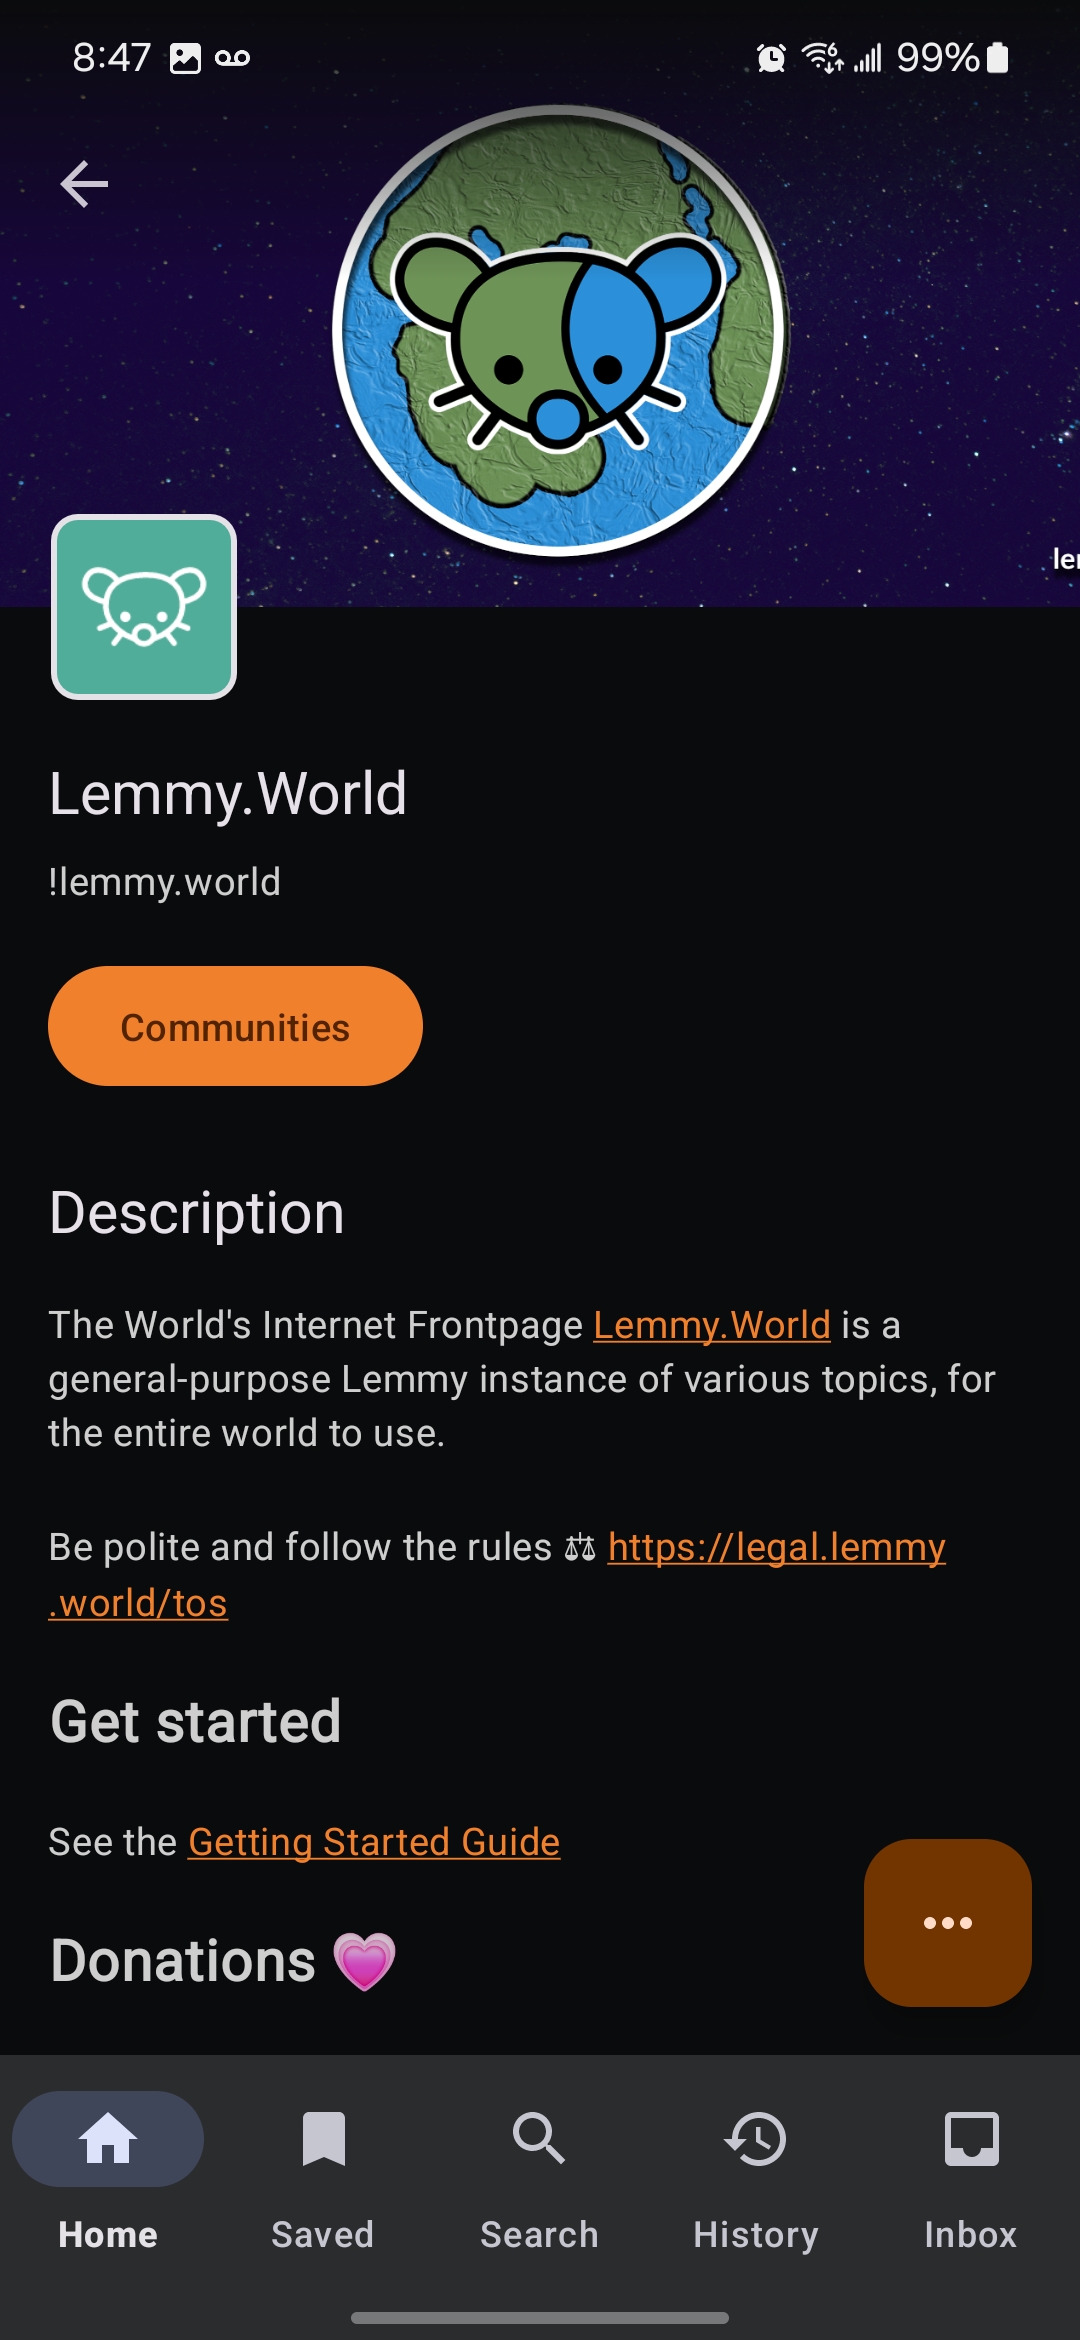 8:47
99%
Lemmy.World
!lemmy.world
Communities
Description
The World's Internet Frontpage Lemmy.World is a
general-purpose Lemmy instance of various topics, for
the entire world to use.
Be polite and follow the rules ⚖ https://legal.lemmy
.world/tos
Get started
See the Getting Started Guide
Donations 💗
Home
Saved
Search
History
Inbox